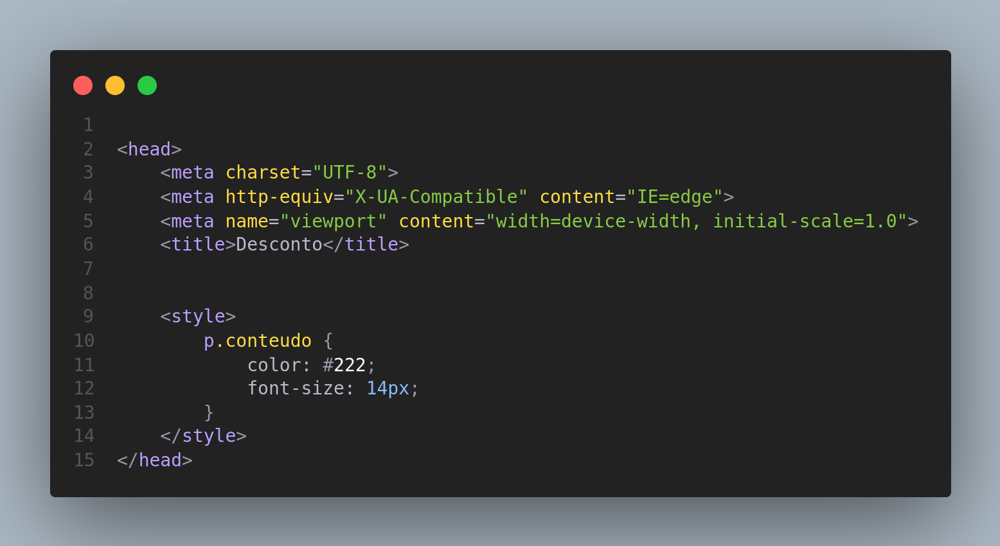 1
2 <head>
3     <meta charset="UTF-8">
4     <meta http-equiv="X-UA-Compatible" content="IE=edge">
5     <meta name="viewport" content="width=device-width, initial-scale=1.0">
6     <title>Desconto</title>
7
8
9     <style>
10         p.conteudo {
11             color: #222;
12             font-size: 14px;
13         }
14     </style>
15 </head>